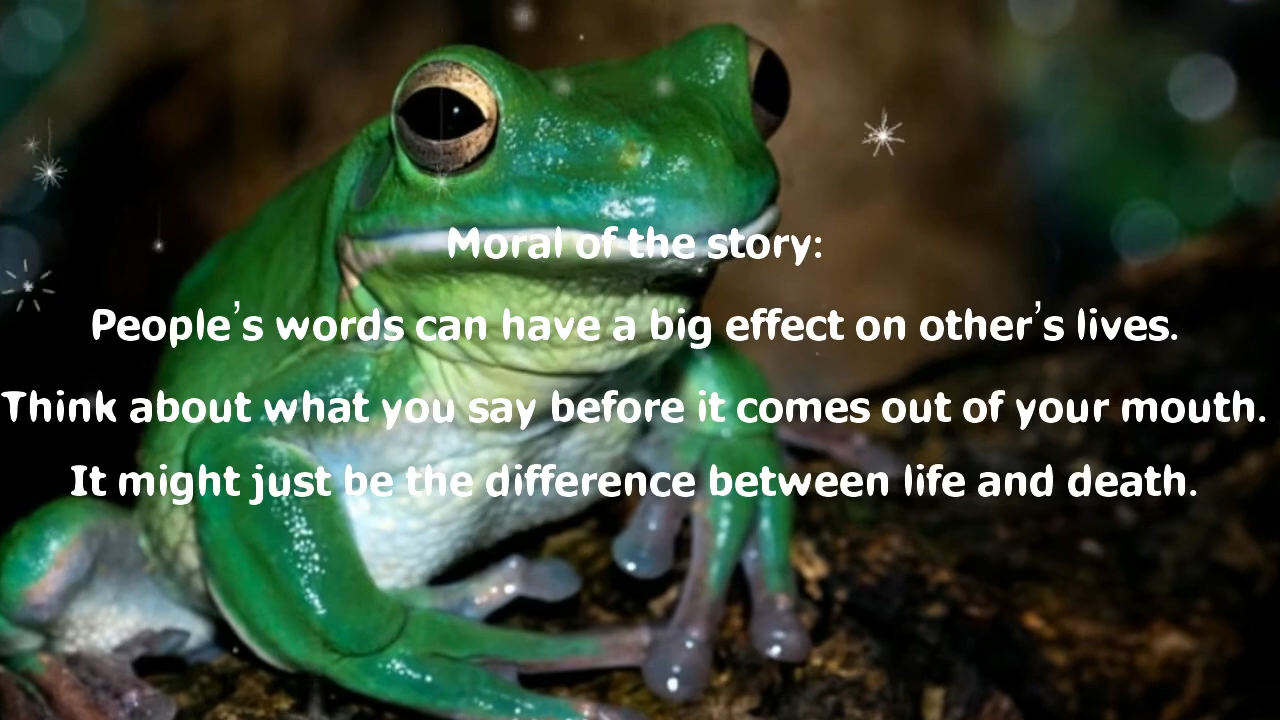 Moral of the story:
People’s words can have a big effect on other’s lives.
Think about what you say before it comes out of your mouth.
It might just be the difference between life and death.